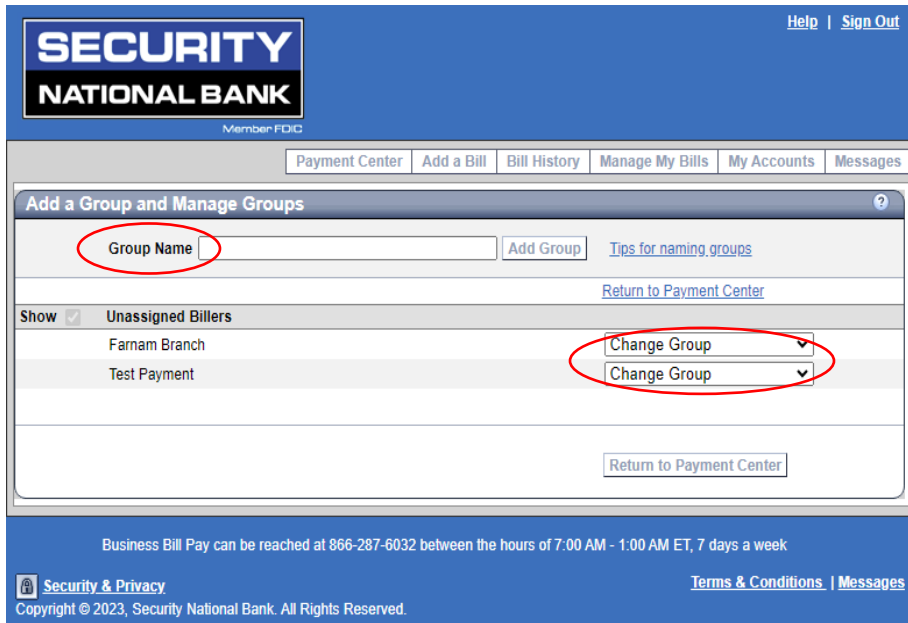 Help | Sign Out
SECURITY
NATIONAL BANK
Member FDIC
Payment Center Add a Bill Bill History Manage My Bills My Accounts Messages
Add a Group and Manage Groups ?
Group Name Add Group Tips for naming groups
Return to Payment Center
Show Unassigned Billers
Farnam Branch Change Group
Test Payment Change Group
Return to Payment Center
Business Bill Pay can be reached at 866-287-6032 between the hours of 7:00 AM - 1:00 AM ET, 7 days a week
Security & Privacy Terms & Conditions | Messages
Copyright © 2023, Security National Bank. All Rights Reserved.